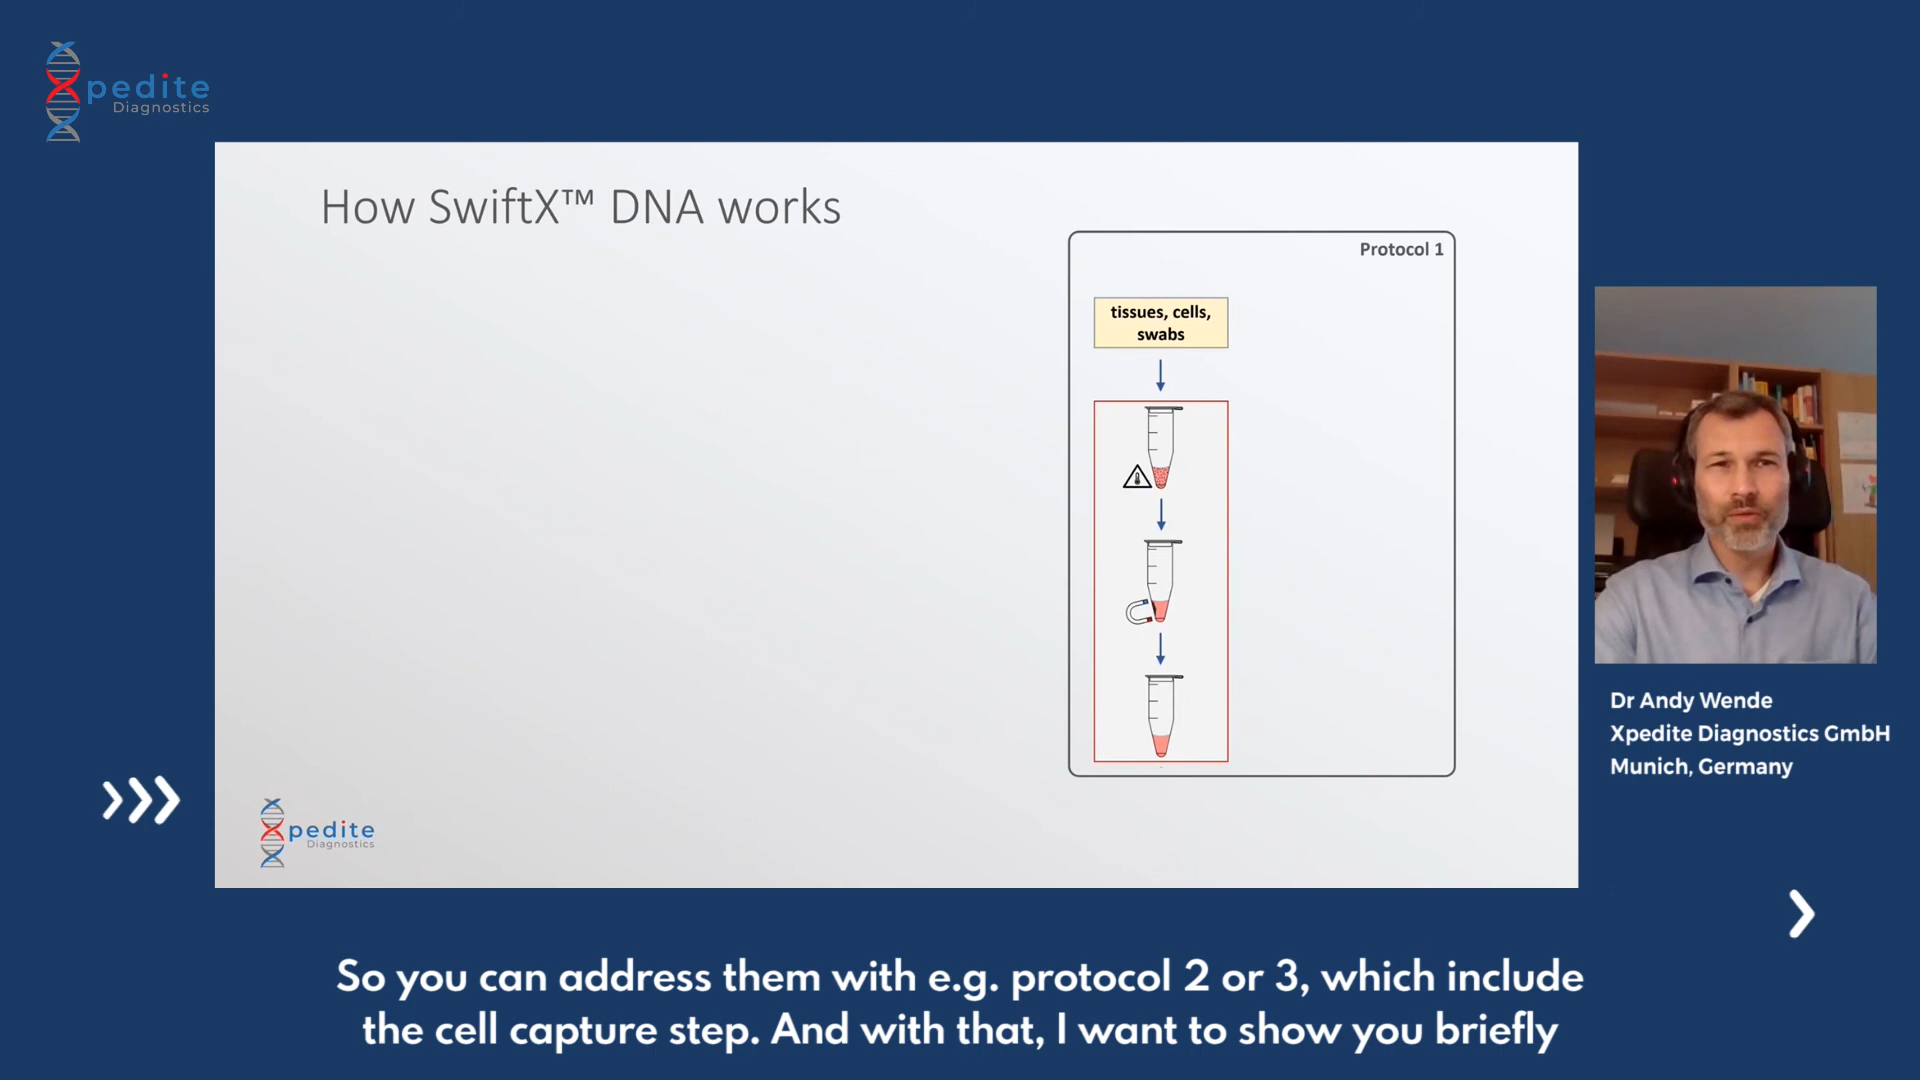 pedite
Diagnostics
How SwiftX™ DNA works
Protocol 1
tissues, cells,
swabs
pedite
Diagnostics
Dr Andy Wende
Xpedite Diagnostics GmbH
Munich, Germany
So you can address them with e.g. protocol 2 or 3, which include
the cell capture step. And with that, I want to show you briefly